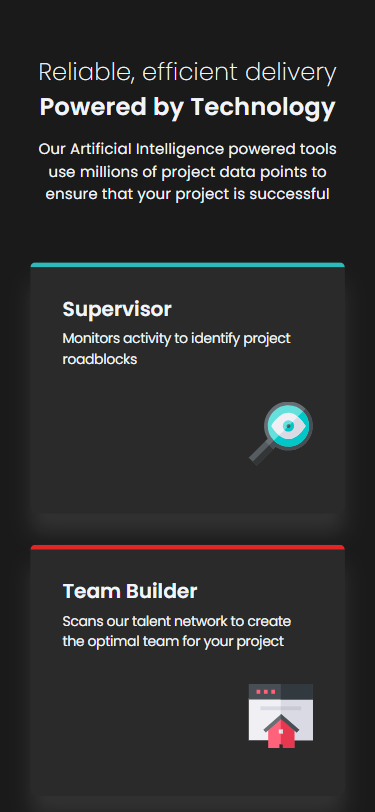 Reliable, efficient delivery
Powered by Technology
Our Artificial Intelligence powered tools
use millions of project data points to
ensure that your project is successful
Supervisor
Monitors activity to identify project
roadblocks
Team Builder
Scans our talent network to create
the optimal team for your project